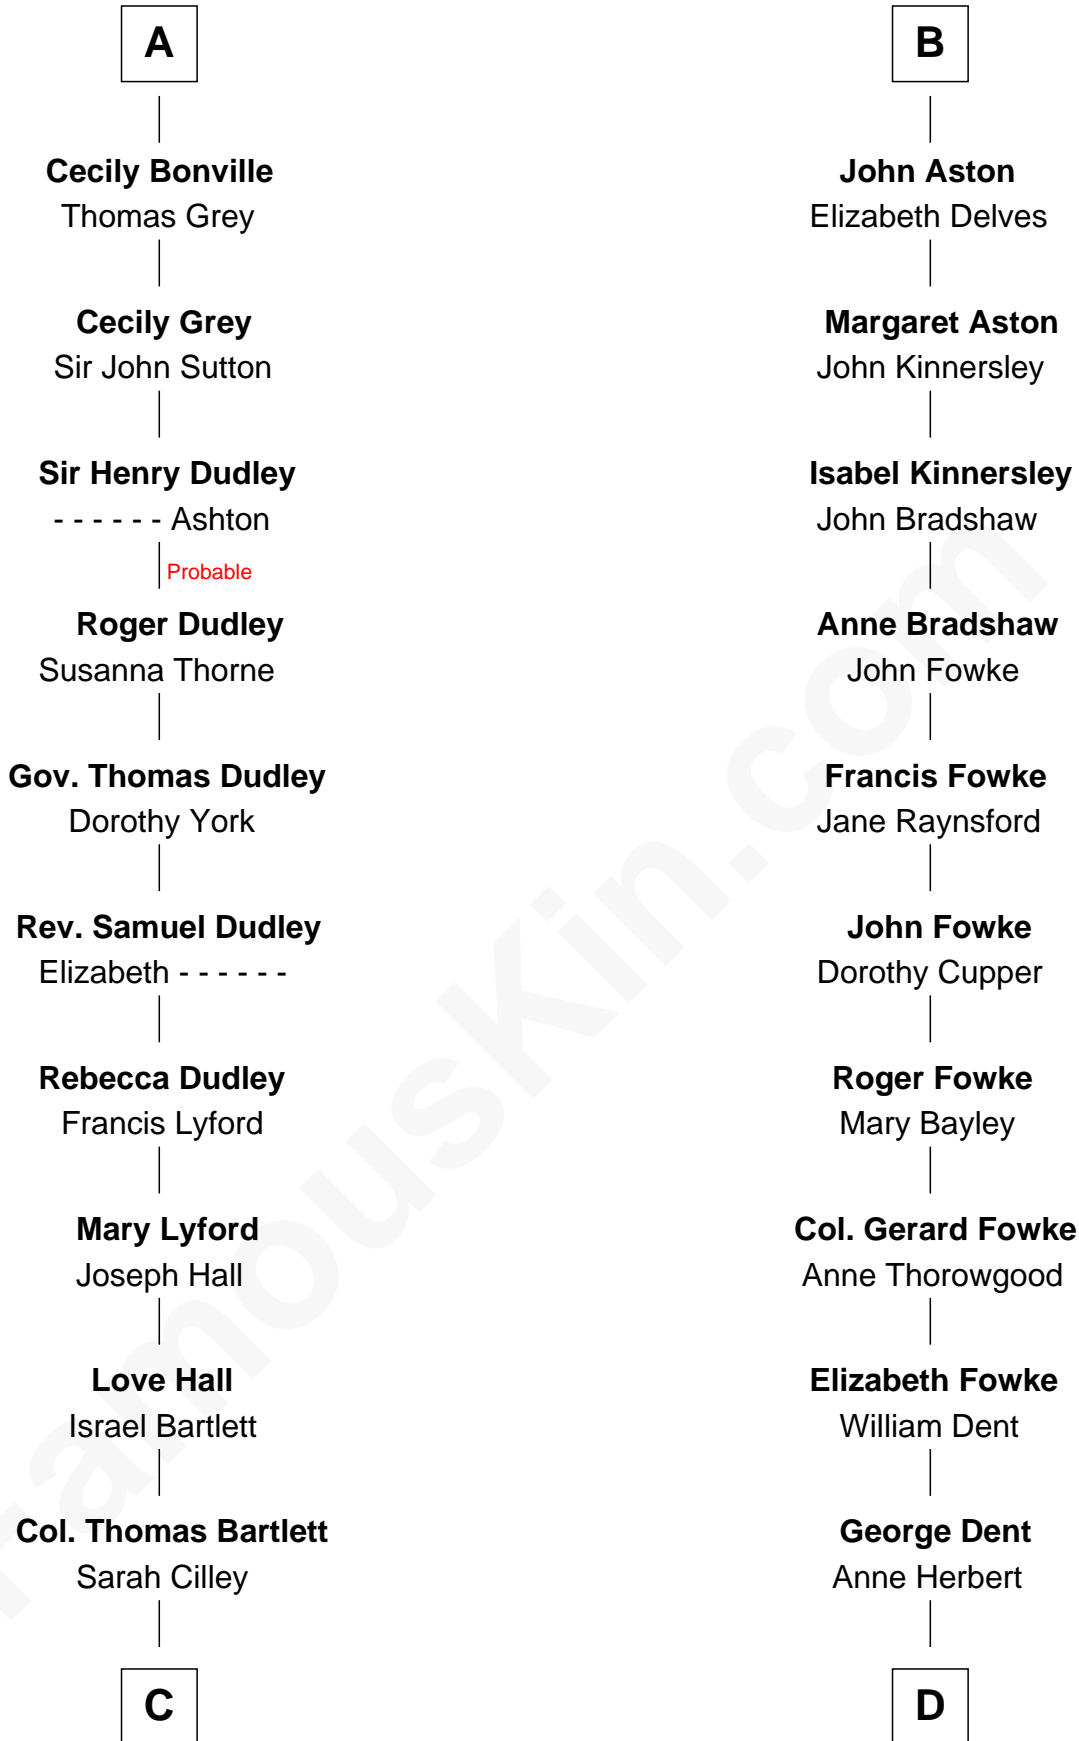 A
Cecily Bonville
Thomas Grey
Cecily Grey
Sir John Sutton
Sir Henry Dudley
- - - - - - Ashton
Probable
Roger Dudley
Susanna Thorne
Gov. Thomas Dudley
Dorothy York
Rev. Samuel Dudley
Elizabeth - - - - - -
Rebecca Dudley
Francis Lyford
Mary Lyford
Joseph Hall
Love Hall
Israel Bartlett
Col. Thomas Bartlett
Sarah Cilley
C
B
John Aston
Elizabeth Delves
Margaret Aston
John Kinnersley
Isabel Kinnersley
John Bradshaw
Anne Bradshaw
John Fowke
Francis Fowke
Jane Raynsford
John Fowke
Dorothy Cupper
Roger Fowke
Mary Bayley
Col. Gerard Fowke
Anne Thorowgood
Elizabeth Fowke
William Dent
George Dent
Anne Herbert
D
FamousKin.com